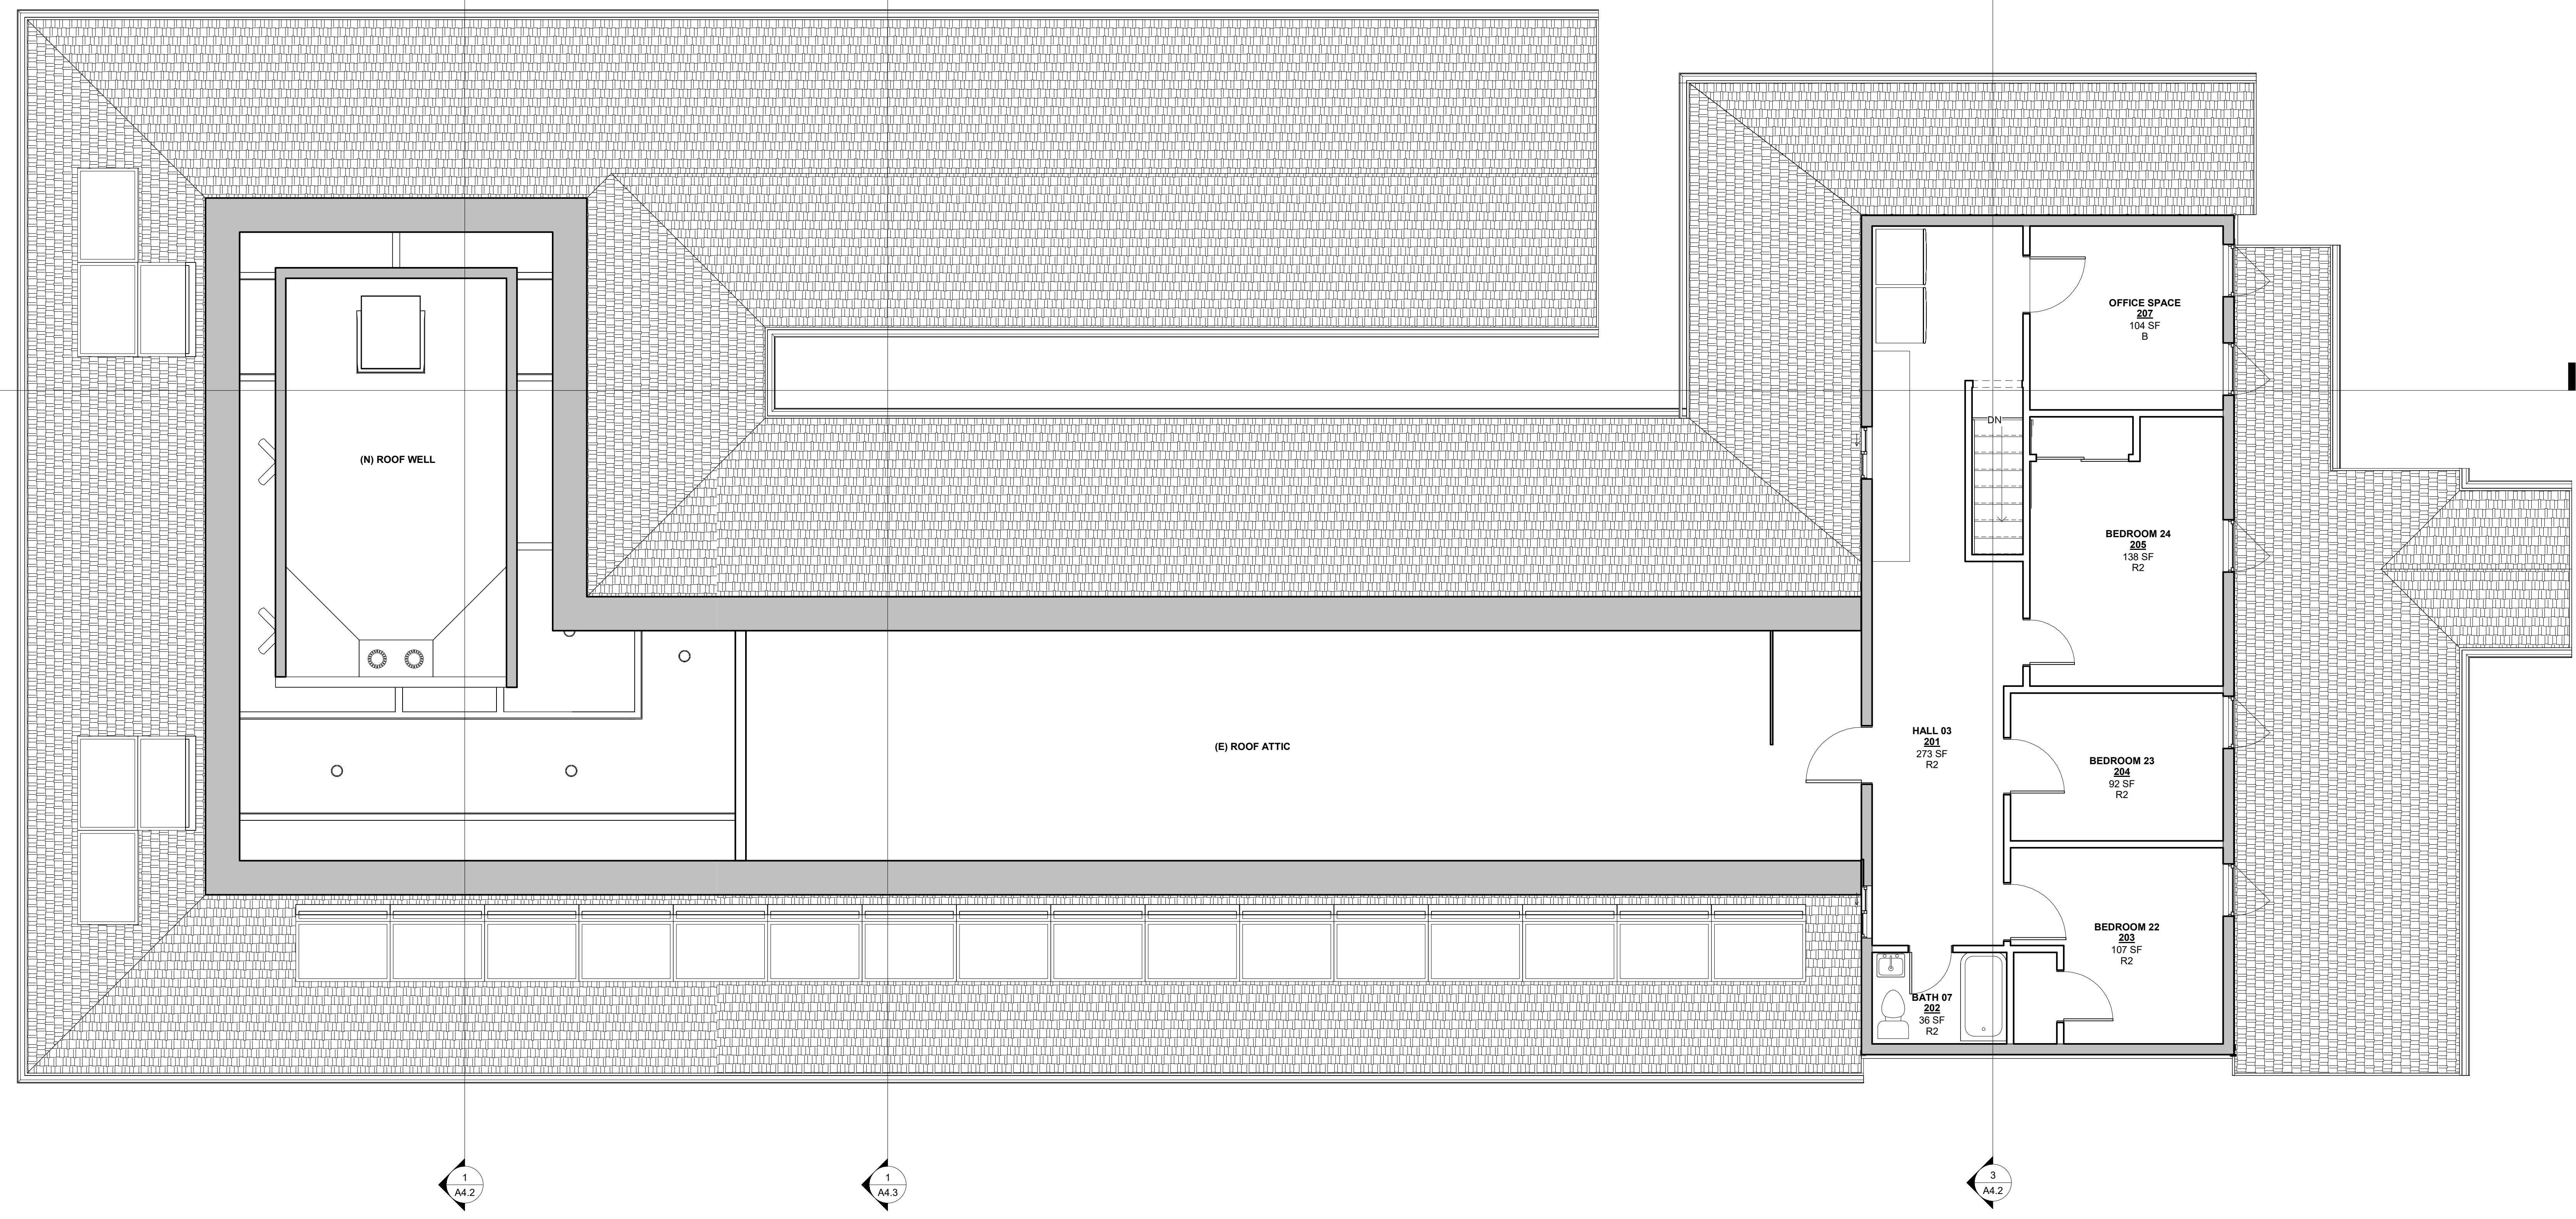 OFFICE SPACE
207
104 SF
B
DN
(N) ROOF WELL
BEDROOM 24
205
138 SF
R2
HALL 03
201
273 SF
R2
(E) ROOF ATTIC
BEDROOM 23
204
92 SF
R2
BEDROOM 22
203
107 SF
R2
BATH 07
202
36 SF
R2
1
A4.2
1
A4.3
3
A4.2